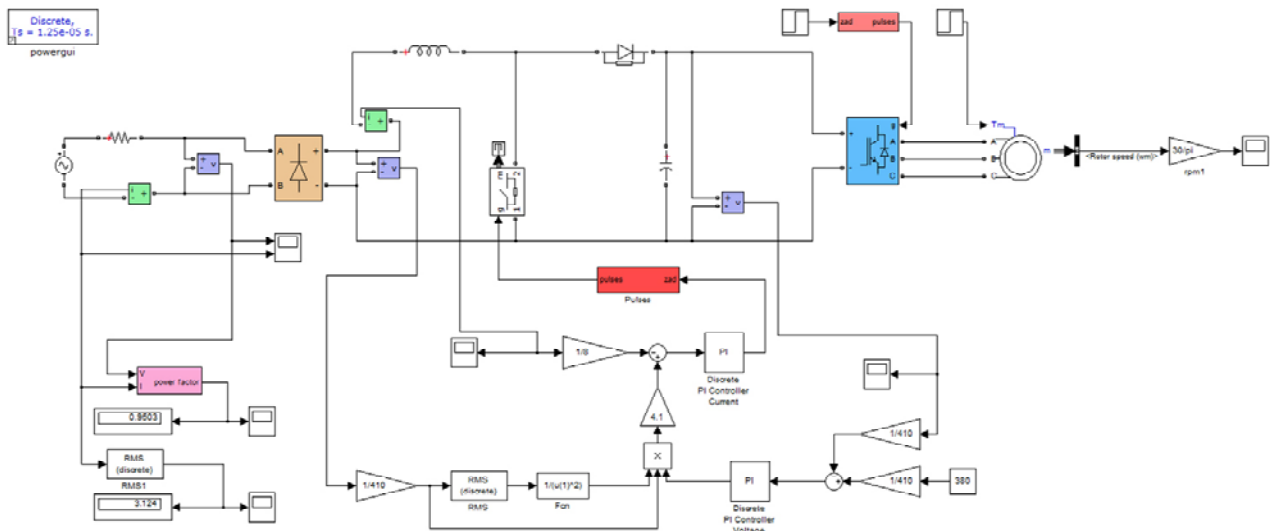 Discrete,
Ts = 1.25e-05 s.
powergui
zad
pulses
Tm
A
B
C
m
<Rotor speed (wm)>
30/pi
rpm1
g
A
B
C
+
-
A
B
+
-
i
+
-
v
+
-
v
i
+
-
v
m
g
1
2
pulses
zad
Pulses
1/8
PI
Discrete
PI Controller
Current
4.1
V
I
power factor
0.9503
RMS
(discrete)
RMS1
3.124
1/410
RMS
(discrete)
RMS
1/(u(1)^2)
Fcn
X
PI
Discrete
PI Controller
Voltage
1/410
1/410
380